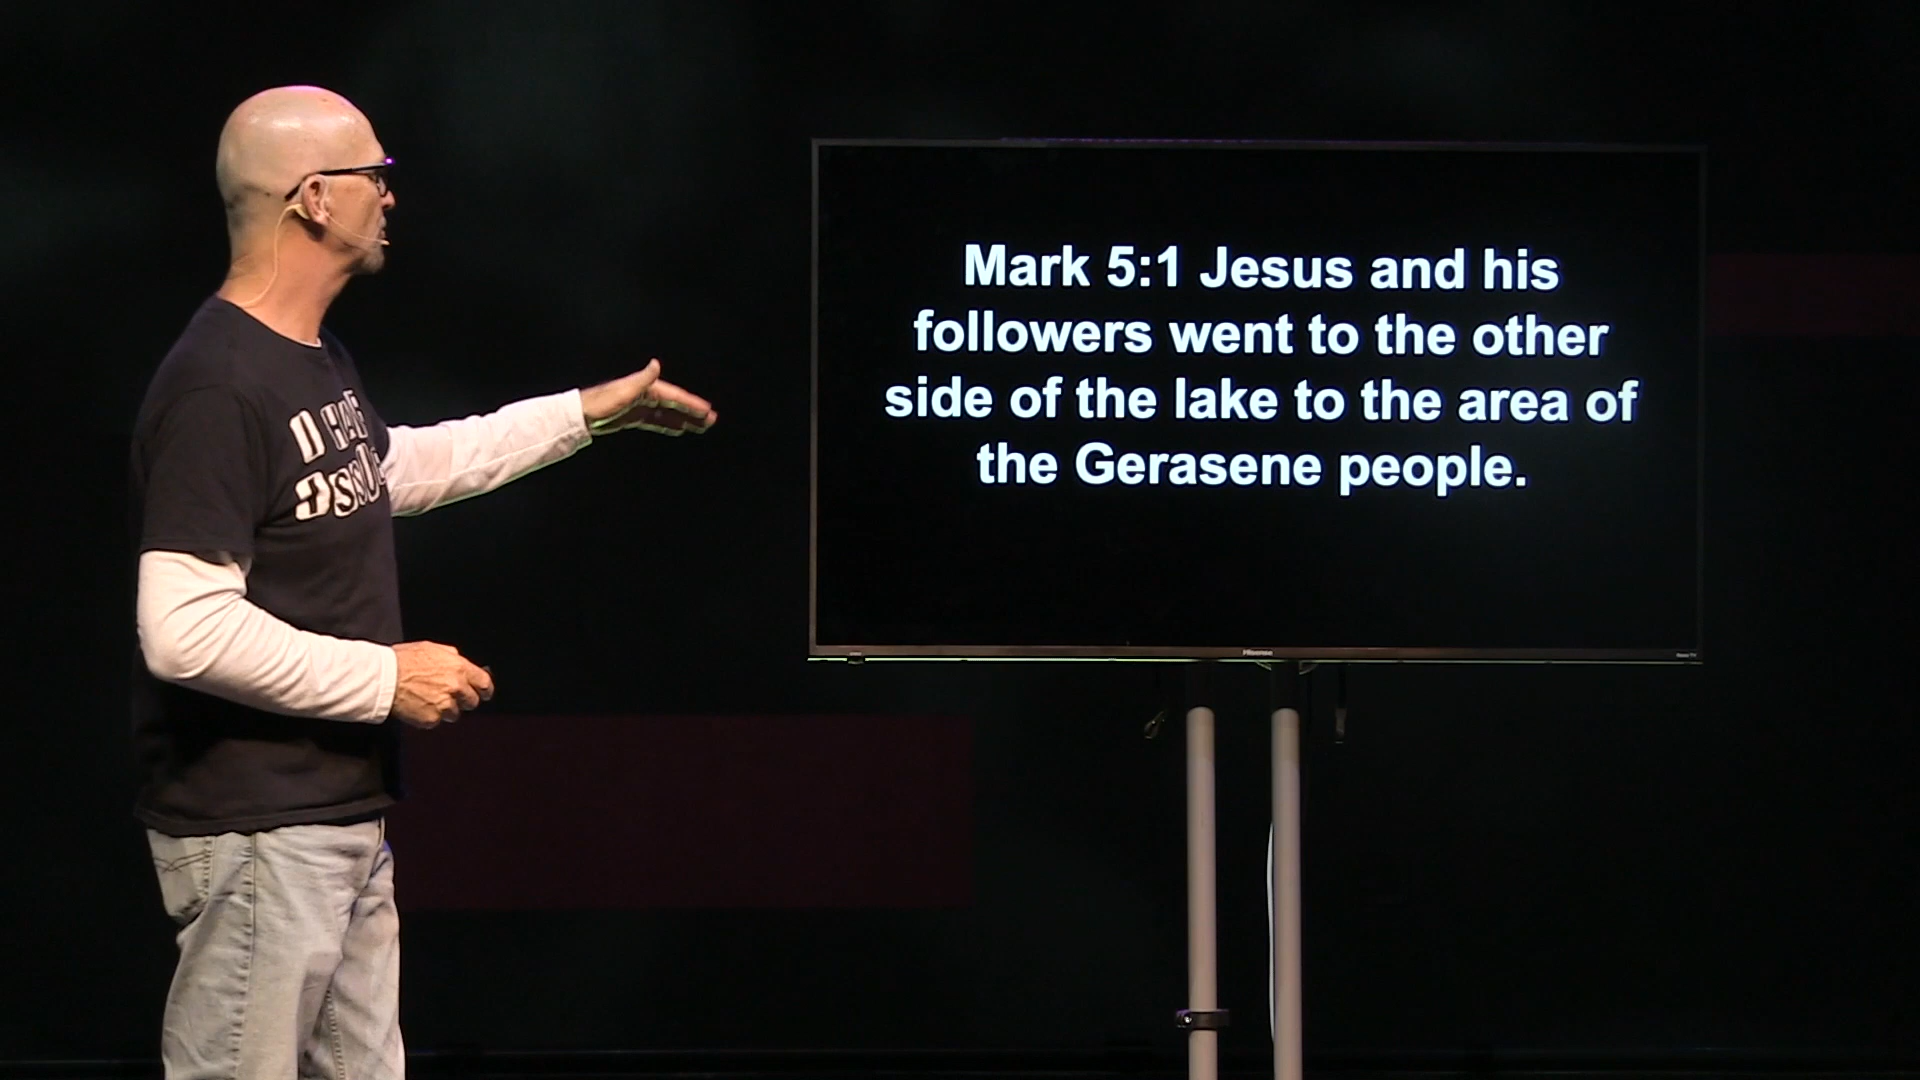 Mark 5:1 Jesus and his
followers went to the other
side of the lake to the area of
the Gerasene people.
Hisense